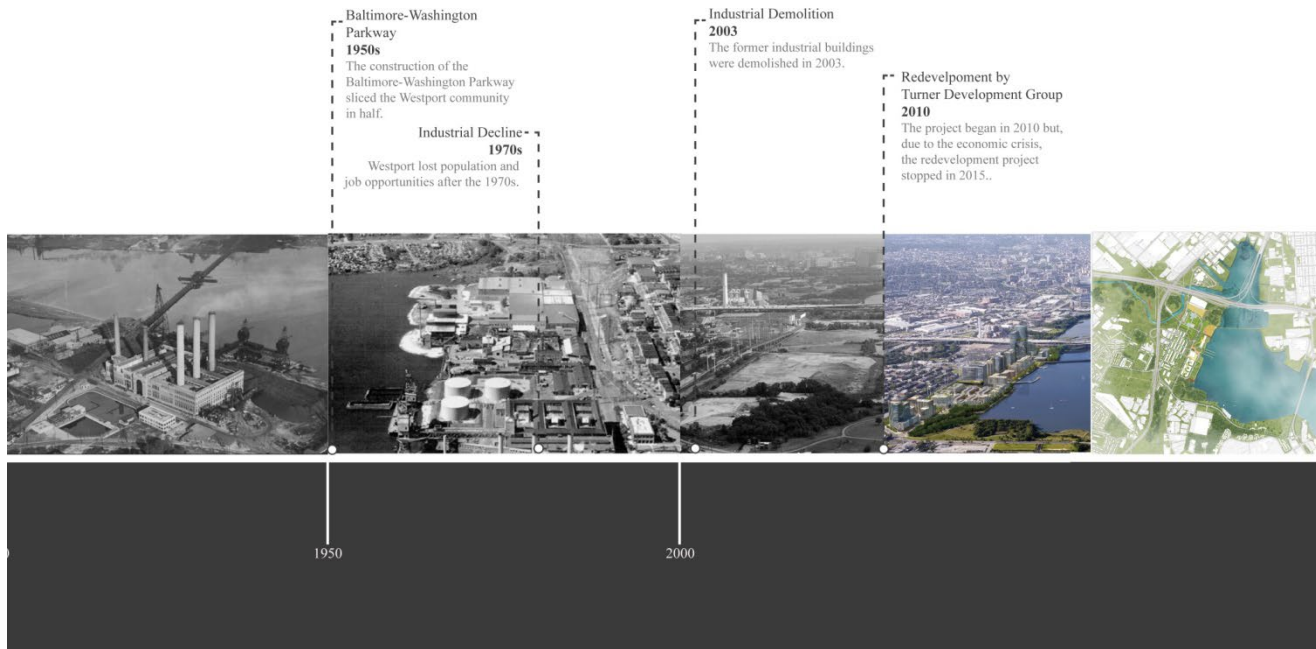 Baltimore-Washington
Parkway
1950s
The construction of the
Baltimore-Washington Parkway
sliced the Westport community
in half.
Industrial Decline
1970s
Westport lost population and
job opportunities after the 1970s.
Industrial Demolition
2003
The former industrial buildings
were demolished in 2003.
Redevelpoment by
Turner Development Group
2010
The project began in 2010 but,
due to the economic crisis,
the redevelopment project
stopped in 2015..
1950
2000